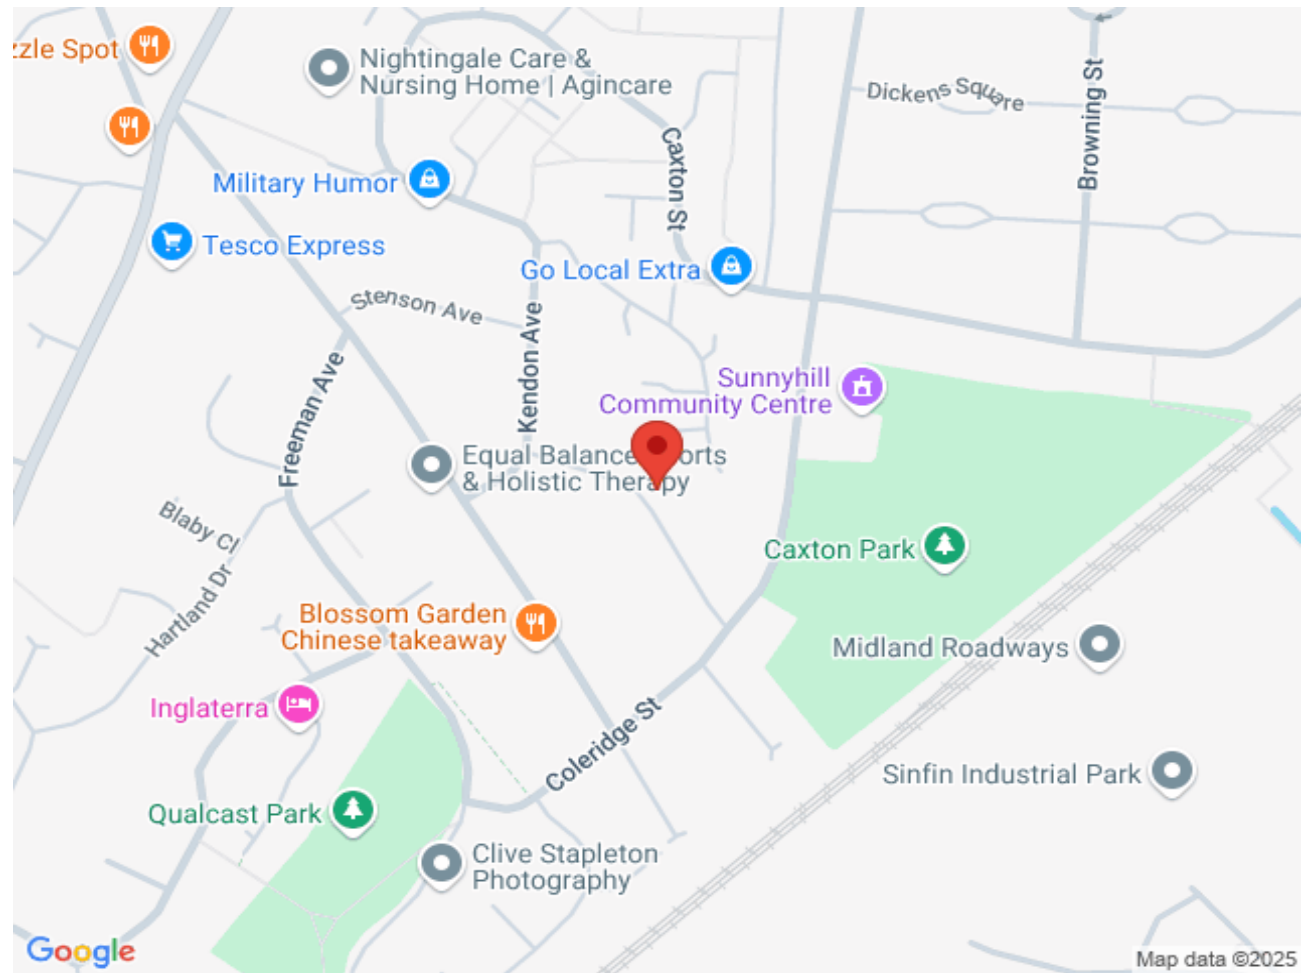 Nightingale Care &
Nursing Home | Agincare
Spot
Dickens Square
Browning St
Caxton St
Military Humor
Tesco Express
Go Local Extra
Stenson Ave
Kendon Ave
Freeman Ave
Sunnyhill
Community Centre
Equal Balance
& Holistic Therapy
Blaby Cl
Hartland Dr
Caxton Park
Blossom Garden
Chinese takeaway
Midland Roadways
Inglaterra
Coleridge St
Sinfin Industrial Park
Qualcast Park
Clive Stapleton
Photography
Google
Map data ©2025